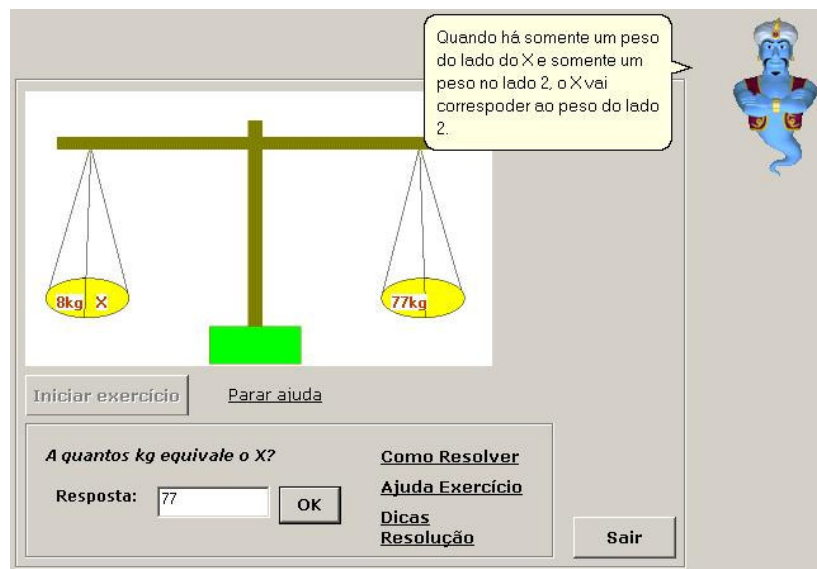 Quando há somente um peso
do lado do X e somente um
peso no lado 2, o X vai
correspoder ao peso do lado
2.
8kg X
77kg
Iniciar exercício
Parar ajuda
A quantos kg equivale o X?
Resposta:
77
OK
Como Resolver
Ajuda Exercício
Dicas
Resolução
Sair